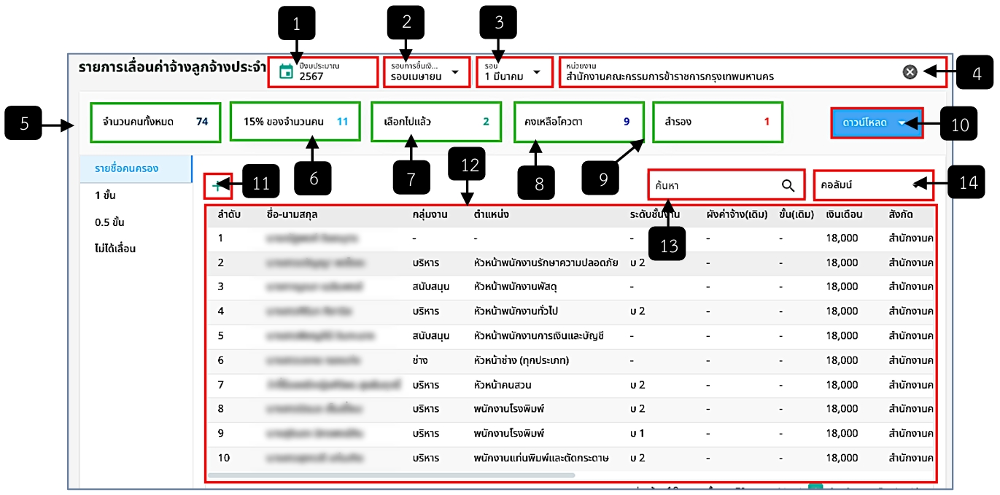 1
2
3
4
รายการเลื่อนค่าจ้างลูกจ้างประจำ
ปีงบประมาณ
2567
รอบการขึ้นเงิ...
รอบเมษายน
รอบ
1 มีนาคม
หน่วยงาน
สำนักงานคณะกรรมการข้าราชการกรุงเทพมหานคร
5
จำนวนคนทั้งหมด 74
15% ของจำนวนคน 11
เลือกไปแล้ว 2
คงเหลือโควตา 9
สำรอง 1
ดาวน์โหลด
10
6
7
8
9
รายชื่อคนครอง
1 ขั้น
0.5 ขั้น
ไม่ได้เลื่อน
11
12
ค้นหา
คอลัมน์
14
13
ลำดับ ชื่อ-นามสกุล กลุ่มงาน ตำแหน่ง ระดับชั้นงาน ผังค่าจ้าง(เดิม) ขั้น(เดิม) เงินเดือน สังกัด
1 - - - - - 18,000 สำนักงานค
2 บริหาร หัวหน้าพนักงานรักษาความปลอดภัย บ 2 - - 18,000 สำนักงานค
3 สนับสนุน หัวหน้าพนักงานพัสดุ - - - 18,000 สำนักงานค
4 บริหาร หัวหน้าพนักงานทั่วไป บ 2 - - 18,000 สำนักงานค
5 สนับสนุน หัวหน้าพนักงานการเงินและบัญชี - - - 18,000 สำนักงานค
6 ช่าง หัวหน้าช่าง (ทุกประเภท) - - - 18,000 สำนักงานค
7 บริหาร หัวหน้าคนสวน บ 2 - - 18,000 สำนักงานค
8 บริหาร พนักงานโรงพิมพ์ บ 2 - - 18,000 สำนักงานค
9 บริหาร พนักงานโรงพิมพ์ บ 1 - - 18,000 สำนักงานค
10 บริหาร พนักงานแท่นพิมพ์และตัดกระดาษ บ 2 - - 18,000 สำนักงานค